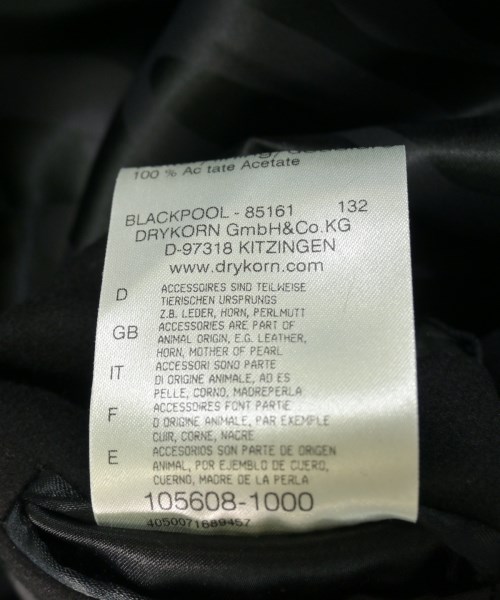 100 % Ac tate Acetate
BLACKPOOL - 85161 132
DRYKORN GmbH&Co.KG
D-97318 KITZINGEN
www.drykorn.com
D ACCESSOIRES SIND TEILWEISE
TIERISCHEN URSPRUNGS
Z.B. LEDER, HORN, PERLMUTT
GB ACCESSORIES ARE PART OF
ANIMAL ORIGIN, E.G. LEATHER,
HORN, MOTHER OF PEARL
IT ACCESSORI SONO PARTE
DI ORIGINE ANIMALE, AD ES
PELLE, CORNO, MADREPERLA
F ACCESSOIRES FONT PARTIE
D ORIGINE ANIMALE, PAR EXAMPLE
CUIR, CORNE, NACRE
E ACCESORIOS SON PARTE DE ORIGEN
ANIMAL, POR EJEMBLO DE CUERO,
CUERNO, MADRE DE LA PERLA
105608-1000
4050071689457